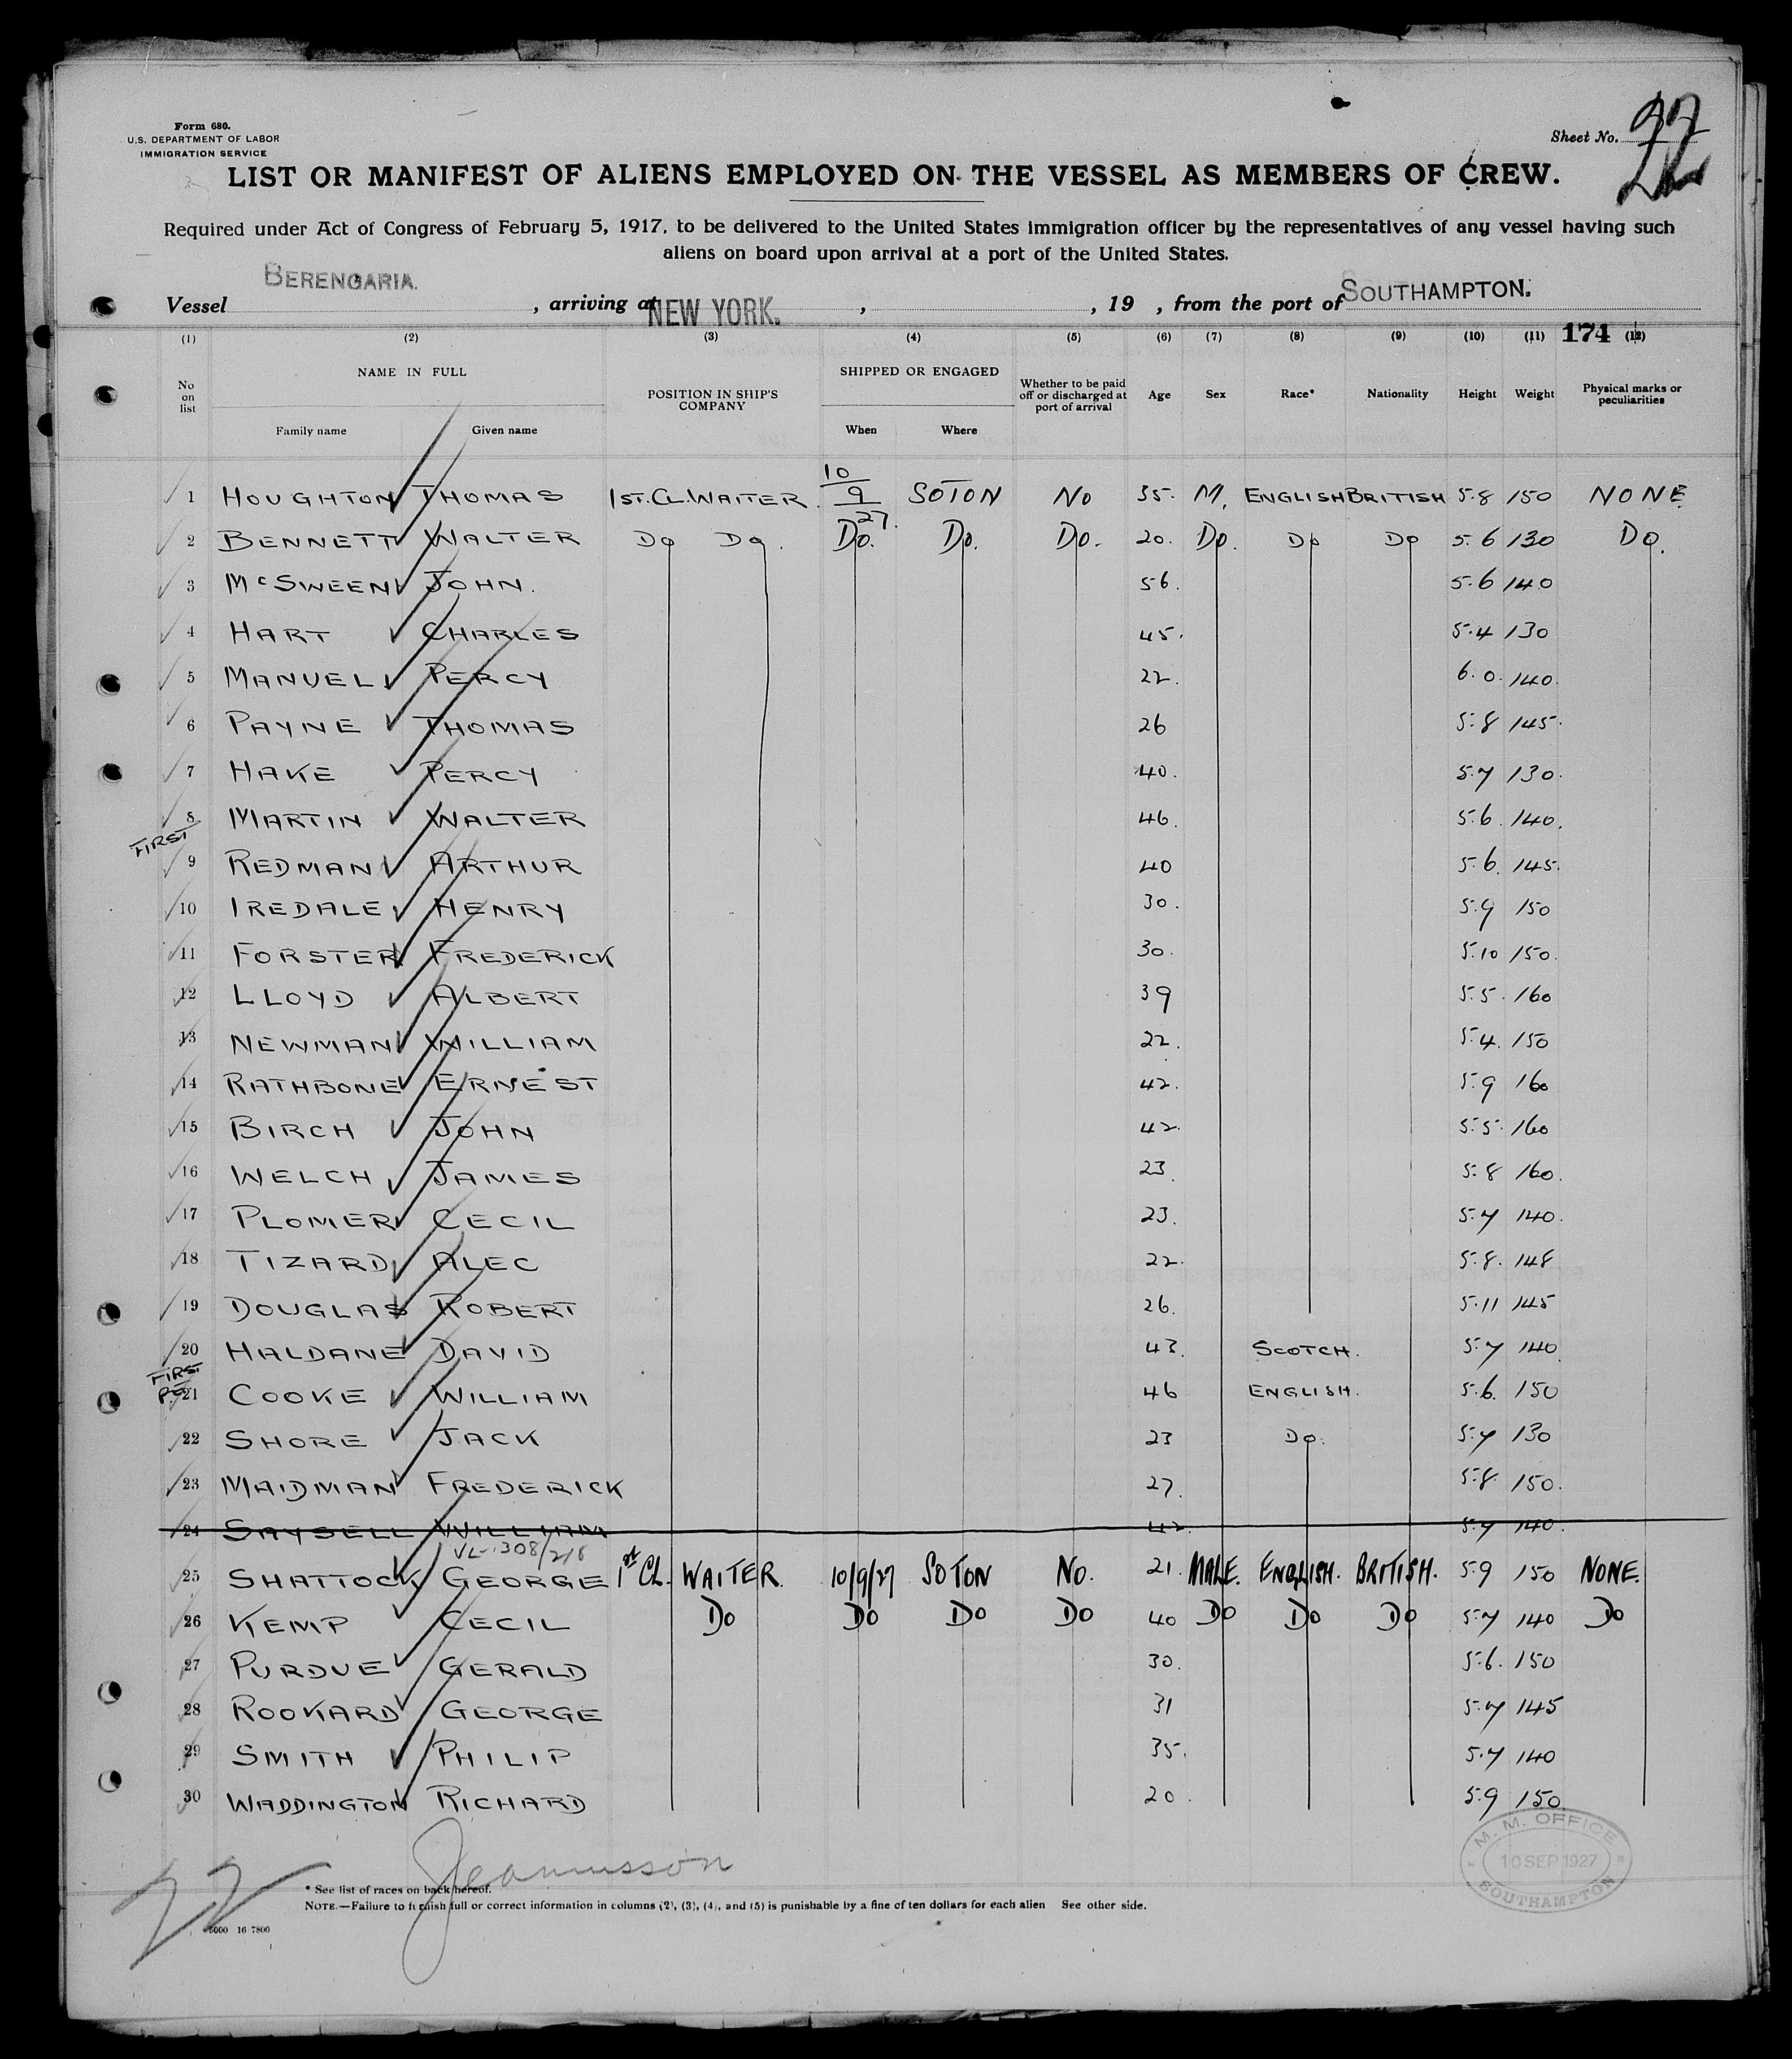 Form 680.
U.S. DEPARTMENT OF LABOR
IMMIGRATION SERVICE
Sheet No.
LIST OR MANIFEST OF ALIENS EMPLOYED ON THE VESSEL AS MEMBERS OF CREW.
Required under Act of Congress of February 5, 1917, to be delivered to the United States immigration officer by the representatives of any vessel having such
aliens on board upon arrival at a port of the United States.
Vessel BERENGARIA. , arriving at NEW YORK. , , 19 , from the port of SOUTHAMPTON.
(1) (2) (3) (4) (5) (6) (7) (8) (9) (10) (11) 174 (12)
No on list NAME IN FULL POSITION IN SHIP'S COMPANY SHIPPED OR ENGAGED Whether to be paid off or discharged at port of arrival Age Sex Race* Nationality Height Weight Physical marks or peculiarities
Family name Given name When Where
1 HOUGHTON THOMAS 1ST.CL.WAITER. 10/9/27. SOTON NO 35. M. ENGLISH BRITISH 5.8 150 NONE.
2 BENNETT WALTER DO DO. DO. DO. DO. 20. DO. DO DO 5.6 130 DO.
3 McSWEEN JOHN. 56. 5.6 140
4 HART CHARLES 45. 5.4 130
5 MANUEL PERCY 22. 6.0. 140.
6 PAYNE THOMAS 26 5.8 145.
7 HAKE PERCY 40. 5.7 130.
8 MARTIN WALTER 46. 5.6. 140.
FIRST
9 REDMAN ARTHUR 40 5.6. 145.
10 IREDALE HENRY 30. 5.9 150
11 FORSTER FREDERICK 30. 5.10 150.
12 LLOYD ALBERT 39 5.5. 160
13 NEWMAN WILLIAM 22. 5.4. 150
14 RATHBONE ERNEST 42. 5.9 160
15 BIRCH JOHN 42. 5.5. 160
16 WELCH JAMES 23. 5.8 160.
17 PLOMER CECIL 23. 5.7 140.
18 TIZARD ALEC 22. 5.8. 148
19 DOUGLAS ROBERT 26. 5.11 145
20 HALDANE DAVID 43. SCOTCH. 5.7 140.
FIRST
21 COOKE WILLIAM 46 ENGLISH. 5.6. 150
22 SHORE JACK 23 DO. 5.7 130
23 MAIDMAN FREDERICK 27. 5.8. 150.
24 SAYSELL WILLIAM 42. 5.7 140.
VL-308/218
25 SHATTOCK GEORGE 1st CL. WAITER. 10/9/27 SOTON NO. 21. MALE. ENGLISH. BRITISH. 5.9 150 NONE.
26 KEMP CECIL DO DO DO DO 40 DO DO DO 5.7 140 DO
27 PURDUE GERALD 30. 5.6. 150
28 ROOKARD GEORGE 31 5.7 145
29 SMITH PHILIP 35. 5.7 140
30 WADDINGTON RICHARD 20. 5.9 150
M. M. OFFICE
10 SEP 1927
SOUTHAMPTON
* See list of races on back hereof.
NOTE.—Failure to furnish full or correct information in columns (2), (3), (4), and (5) is punishable by a fine of ten dollars for each alien See other side.